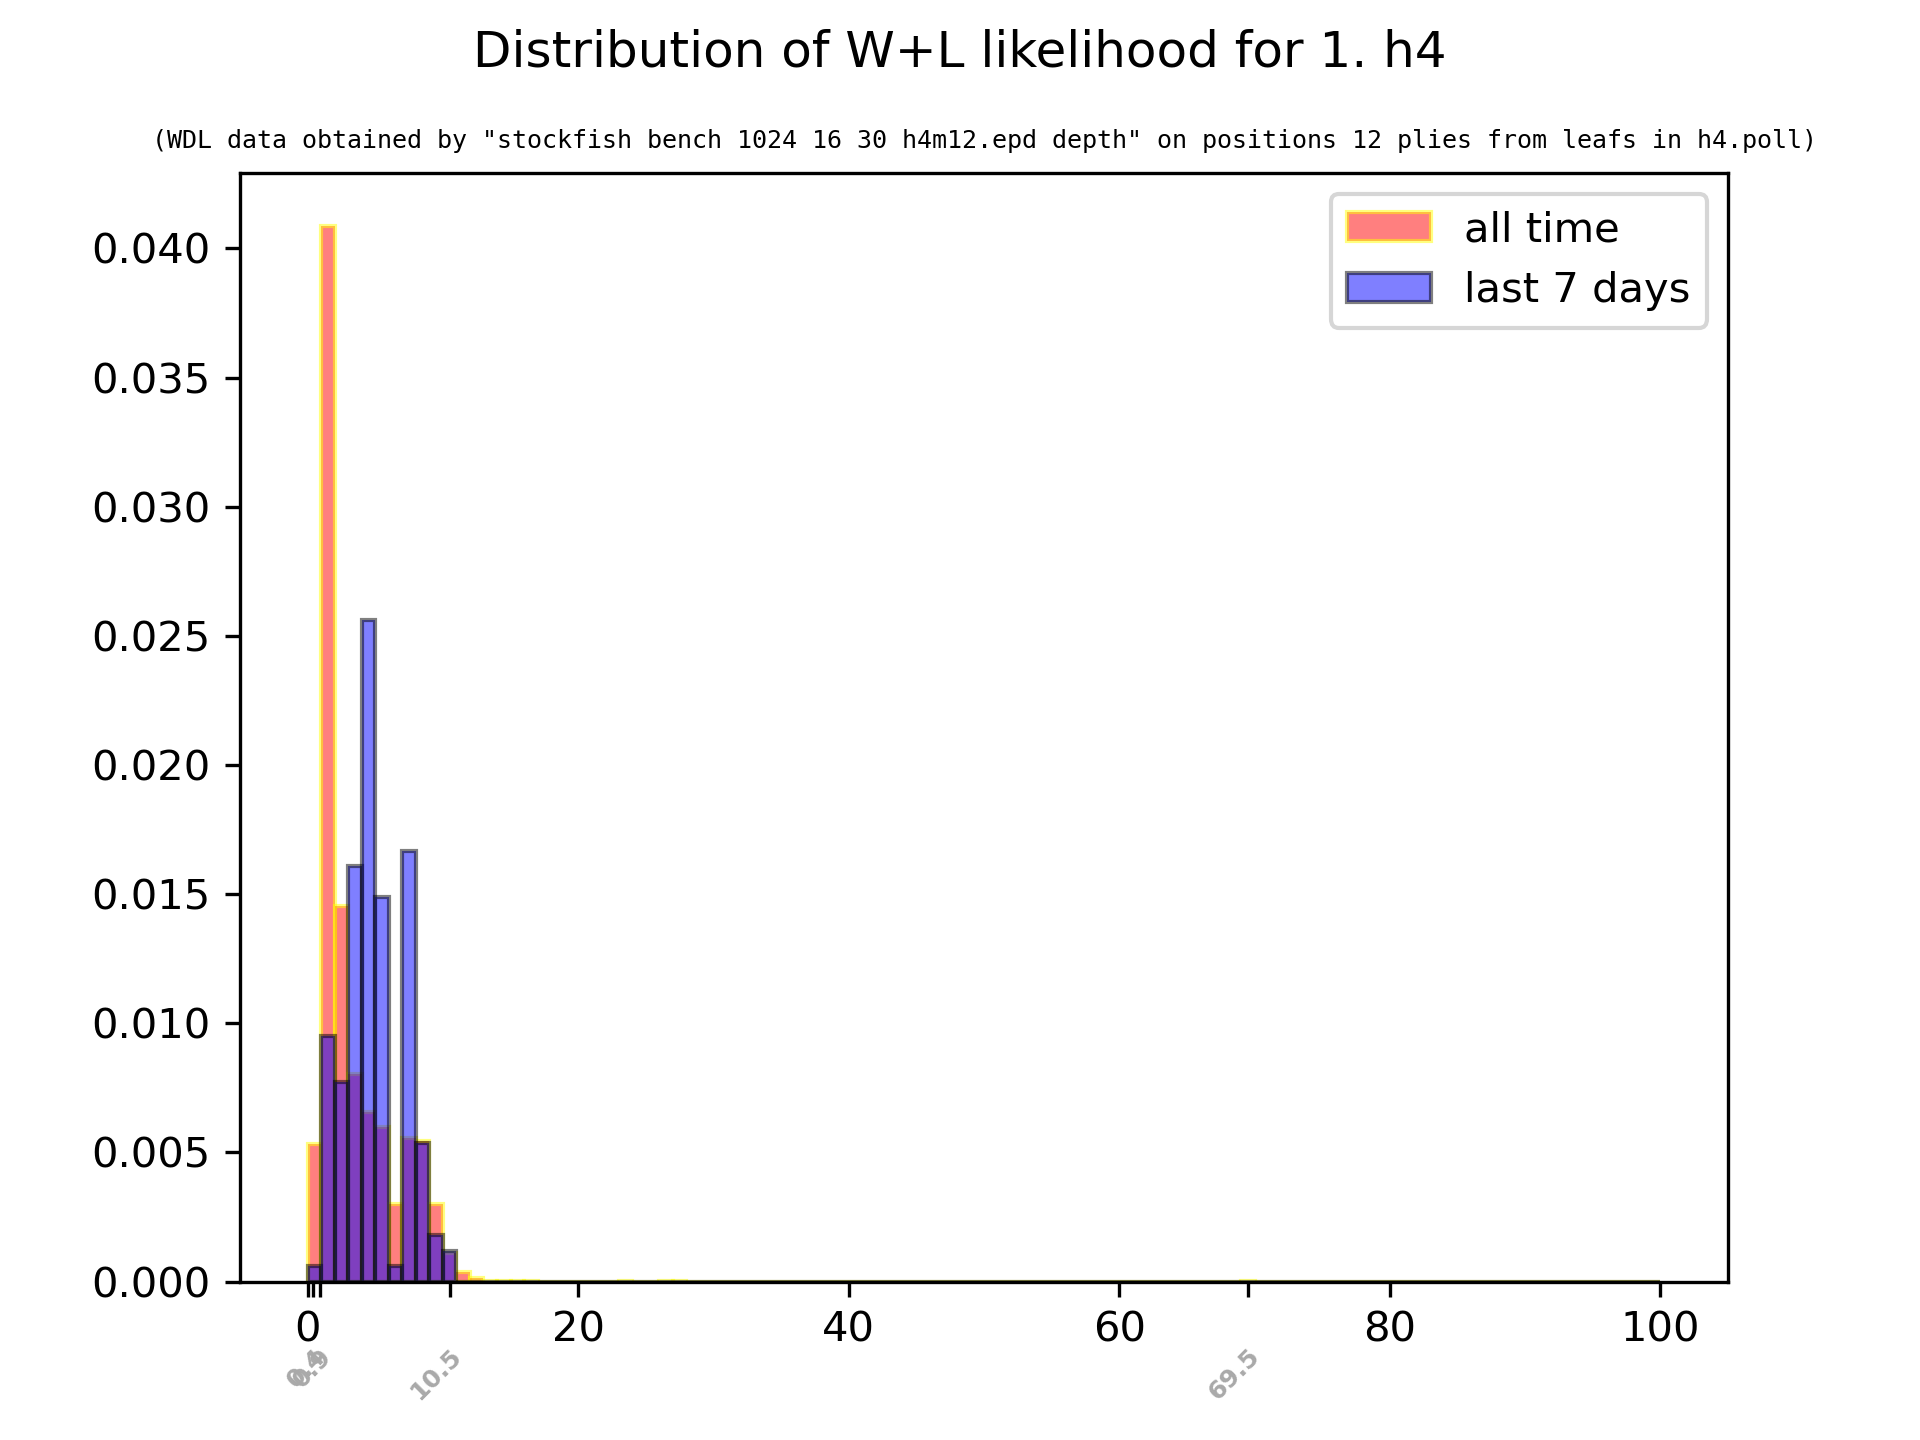 Distribution of W+L likelihood for 1. h4
(WDL data obtained by "stockfish bench 1024 16 30 h4m12.epd depth" on positions 12 plies from leafs in h4.poll)
all time
last 7 days
0.040
0.035
0.030
0.025
0.020
0.015
0.010
0.005
0.000
0 20 40 60 80 100
10.5 69.5